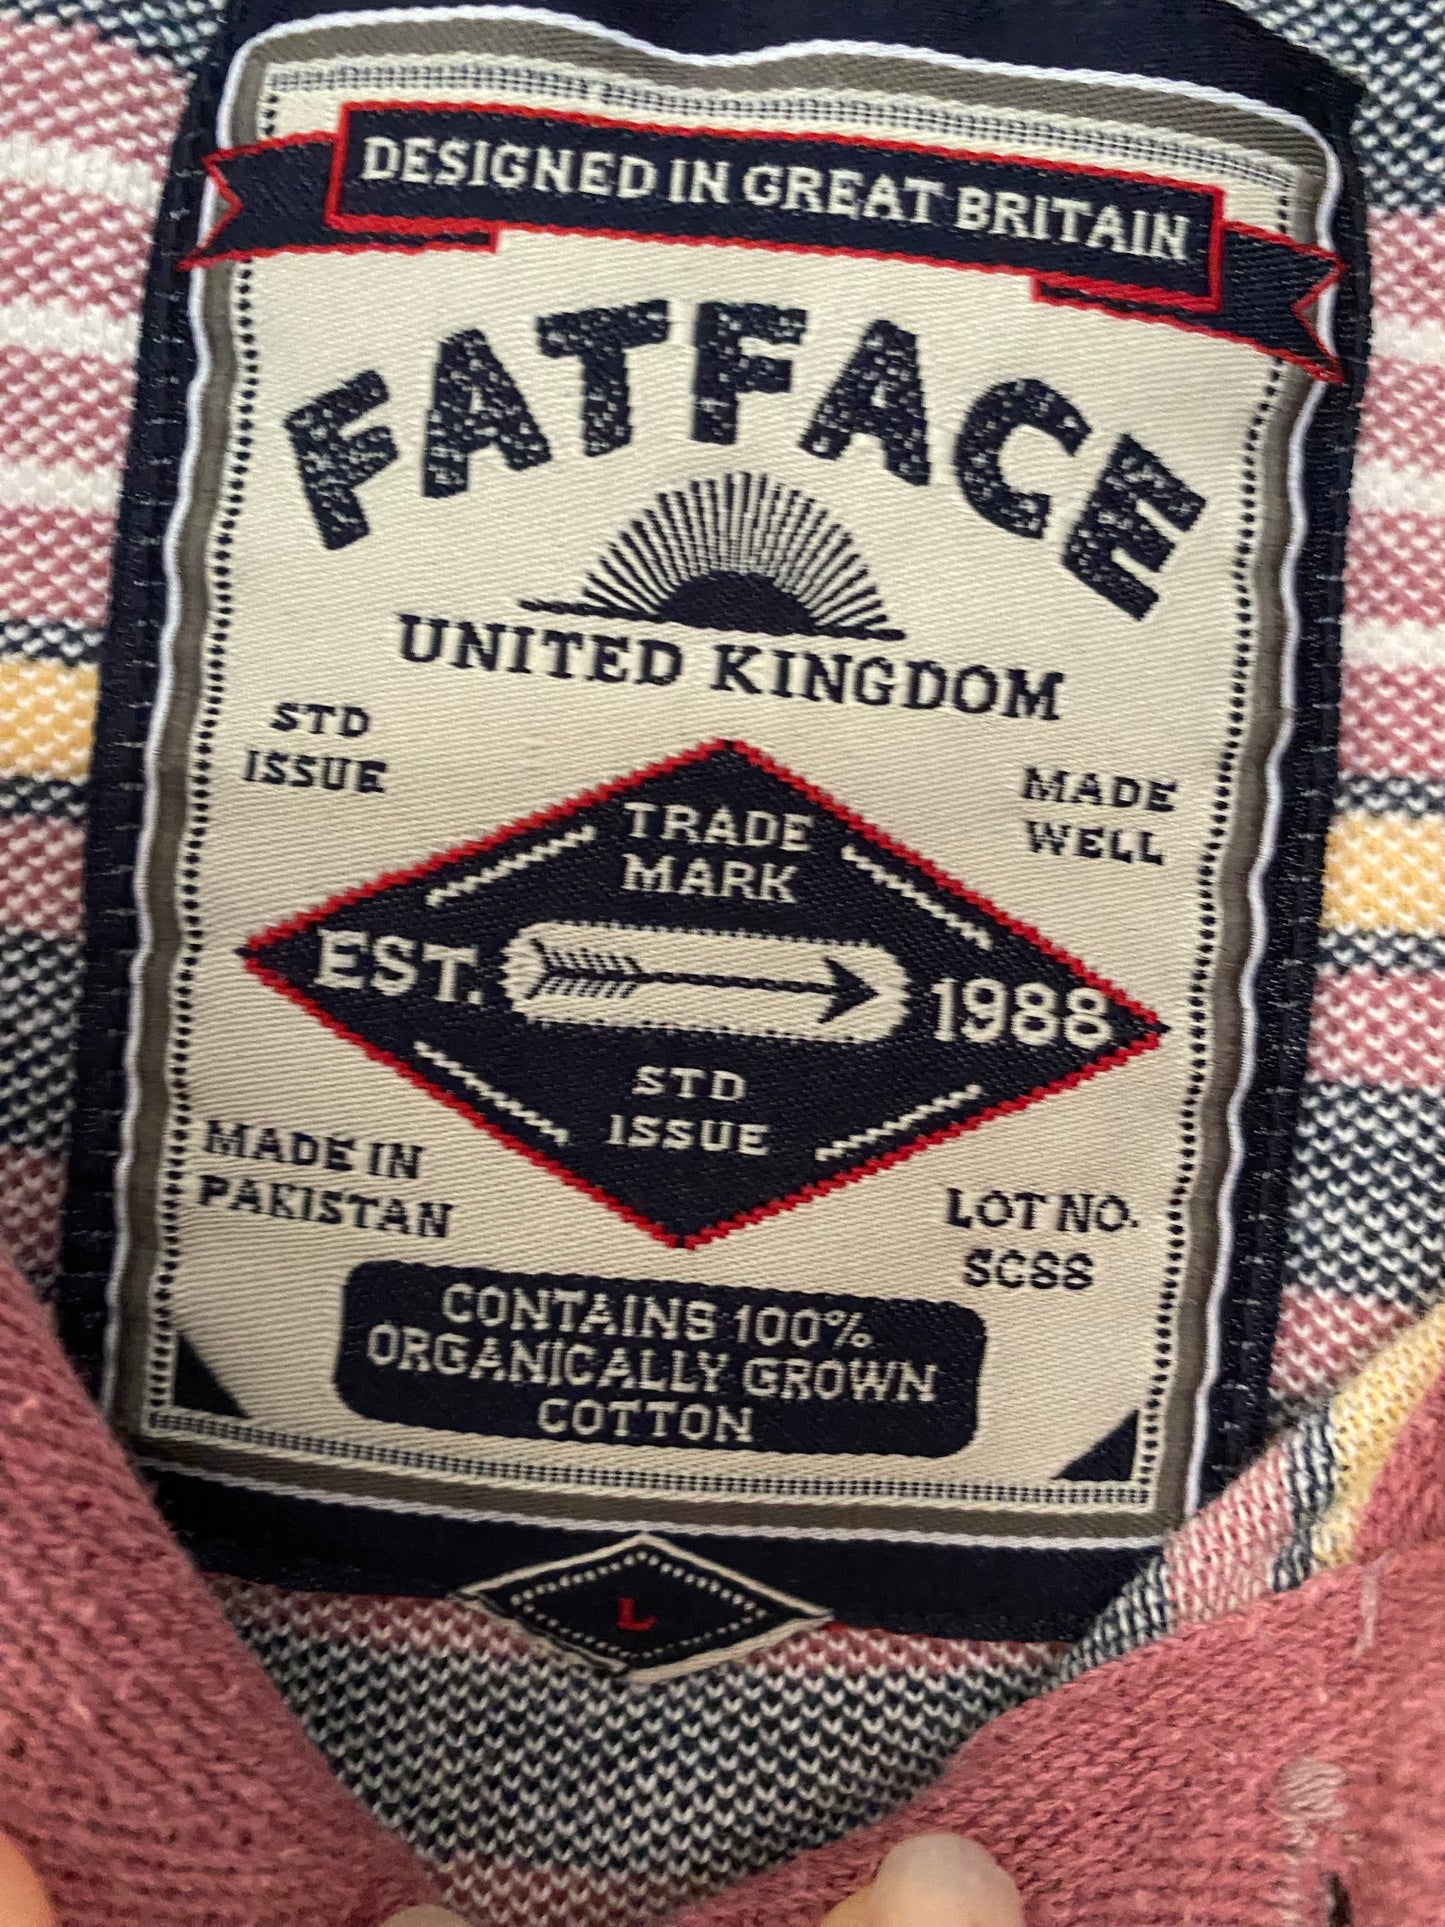 DESIGNED IN GREAT BRITAIN
FATFACE
UNITED KINGDOM
STD
ISSUE
MADE
WELL
TRADE
MARK
EST. 1988
STD
ISSUE
MADE IN
PAKISTAN
LOT NO.
SC88
CONTAINS 100%
ORGANICALLY GROWN
COTTON
L